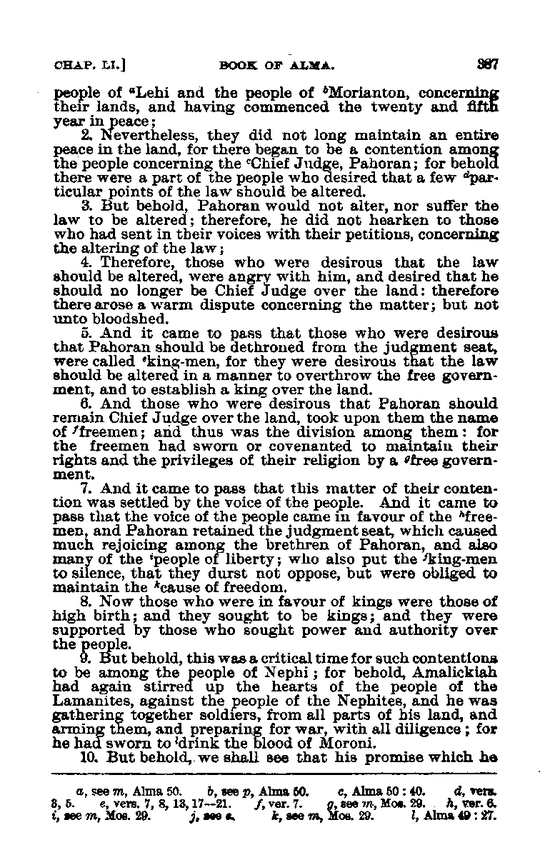 CHAP. LI.] BOOK OF ALMA. 387
people of ᵃLehi and the people of ᵇMorianton, concerning
their lands, and having commenced the twenty and fifth
year in peace;
2. Nevertheless, they did not long maintain an entire
peace in the land, for there began to be a contention among
the people concerning the ᶜChief Judge, Pahoran; for behold
there were a part of the people who desired that a few ᵈpar-
ticular points of the law should be altered.
3. But behold, Pahoran would not alter, nor suffer the
law to be altered; therefore, he did not hearken to those
who had sent in their voices with their petitions, concerning
the altering of the law;
4. Therefore, those who were desirous that the law
should be altered, were angry with him, and desired that he
should no longer be Chief Judge over the land: therefore
there arose a warm dispute concerning the matter; but not
unto bloodshed.
5. And it came to pass that those who were desirous
that Pahoran should be dethroned from the judgment seat,
were called ᵉking-men, for they were desirous that the law
should be altered in a manner to overthrow the free govern-
ment, and to establish a king over the land.
6. And those who were desirous that Pahoran should
remain Chief Judge over the land, took upon them the name
of ᶠfreemen; and thus was the division among them: for
the freemen had sworn or covenanted to maintain their
rights and the privileges of their religion by a ᵍfree govern-
ment.
7. And it came to pass that this matter of their conten-
tion was settled by the voice of the people. And it came to
pass that the voice of the people came in favour of the ʰfree-
men, and Pahoran retained the judgment seat, which caused
much rejoicing among the brethren of Pahoran, and also
many of the ⁱpeople of liberty; who also put the ʲking-men
to silence, that they durst not oppose, but were obliged to
maintain the ᵏcause of freedom.
8. Now those who were in favour of kings were those of
high birth; and they sought to be kings; and they were
supported by those who sought power and authority over
the people.
9. But behold, this was a critical time for such contentions
to be among the people of Nephi; for behold, Amalickiah
had again stirred up the hearts of the people of the
Lamanites, against the people of the Nephites, and he was
gathering together soldiers, from all parts of his land, and
arming them, and preparing for war, with all diligence; for
he had sworn to ˡdrink the blood of Moroni.
10. But behold, we shall see that his promise which he
a, see m, Alma 50. b, see p, Alma 50. c, Alma 50:40. d, vers.
3, 5. e, vers. 7, 8, 13, 17—21. f, ver. 7. g, see m, Mos. 29. h, ver. 6.
i, see m, Mos. 29. j, see e. k, see m, Mos. 29. l, Alma 49:27.